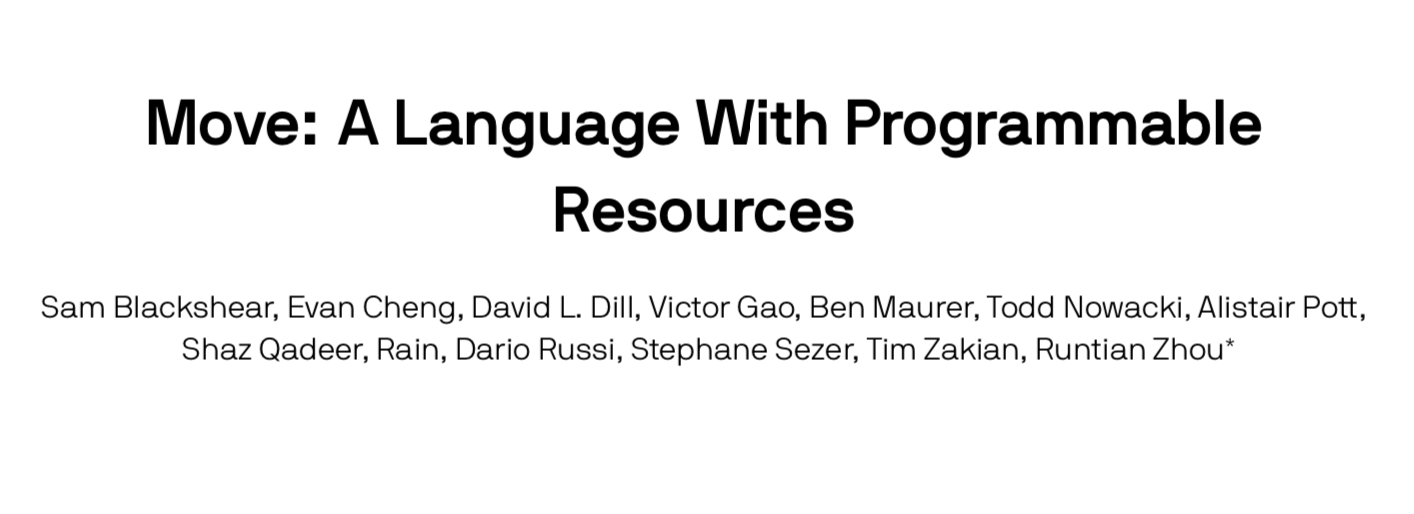 Move: A Language With Programmable
Resources
Sam Blackshear, Evan Cheng, David L. Dill, Victor Gao, Ben Maurer, Todd Nowacki, Alistair Pott,
Shaz Qadeer, Rain, Dario Russi, Stephane Sezer, Tim Zakian, Runtian Zhou*